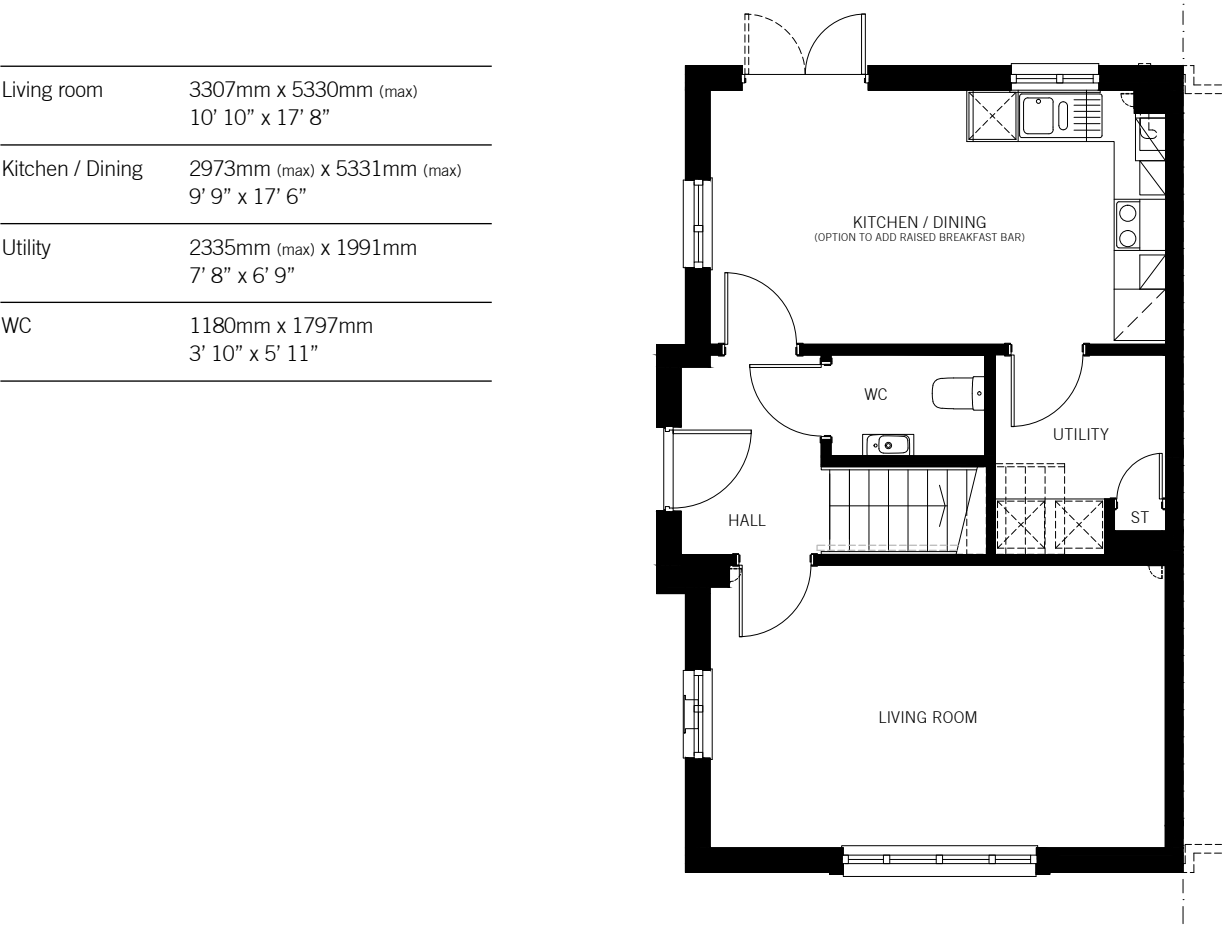 Living room 3307mm x 5330mm (max)
10’ 10” x 17’ 8”
Kitchen / Dining 2973mm (max) x 5331mm (max)
9’ 9” x 17’ 6”
Utility 2335mm (max) x 1991mm
7’ 8” x 6’ 9”
WC 1180mm x 1797mm
3’ 10” x 5’ 11”
KITCHEN / DINING
(OPTION TO ADD RAISED BREAKFAST BAR)
WC
UTILITY
HALL
ST
LIVING ROOM